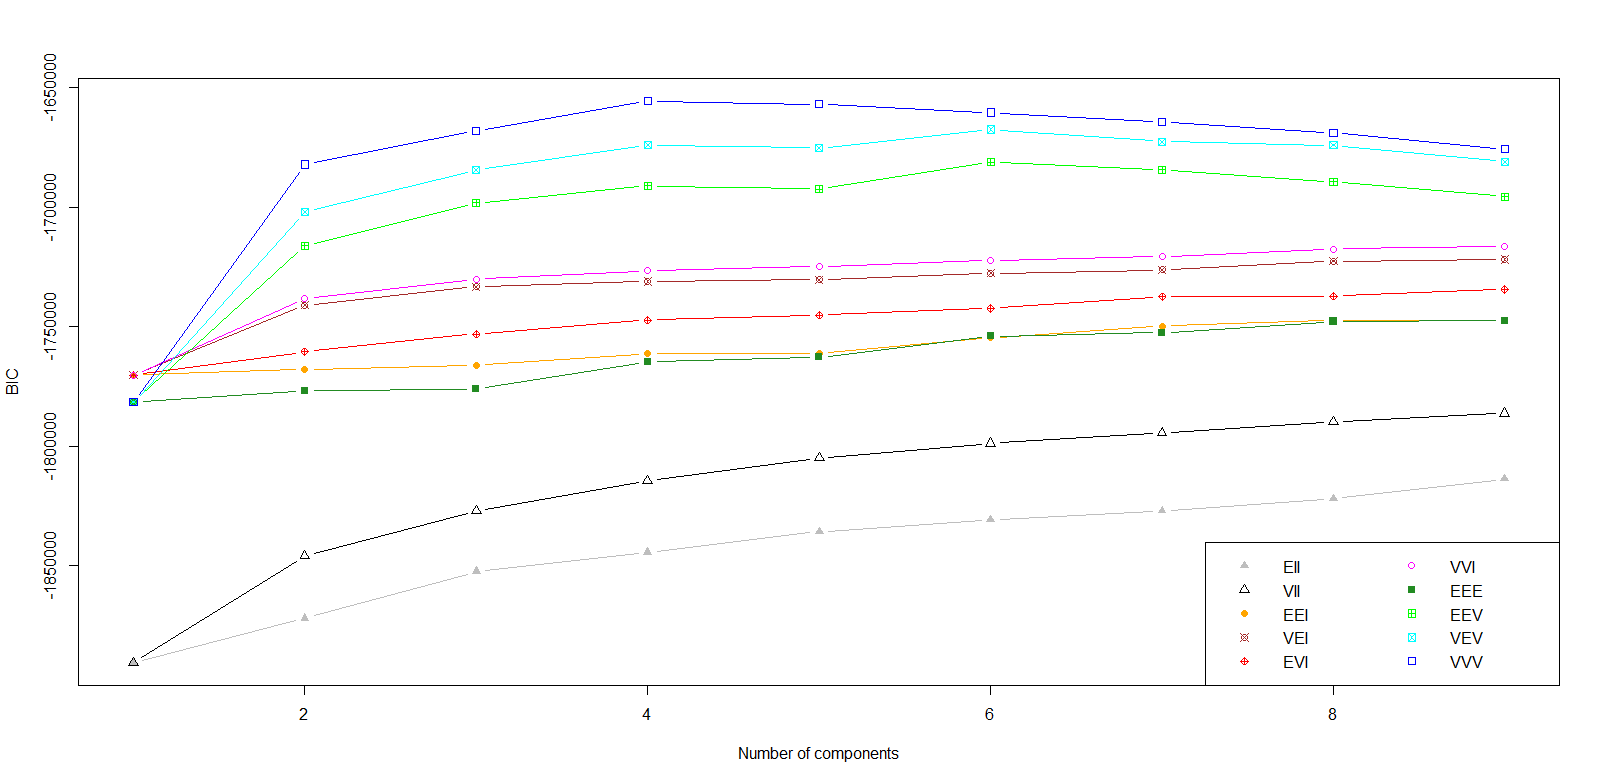 BIC
-1650000
-1700000
-1750000
-1800000
-1850000
EII
VII
EEI
VEI
EVI
VVI
EEE
EEV
VEV
VVV
2
4
6
8
Number of components